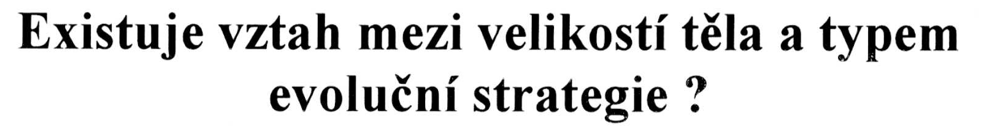 Existuje vztah mezi velikostí těla a typem
evoluční strategie ?